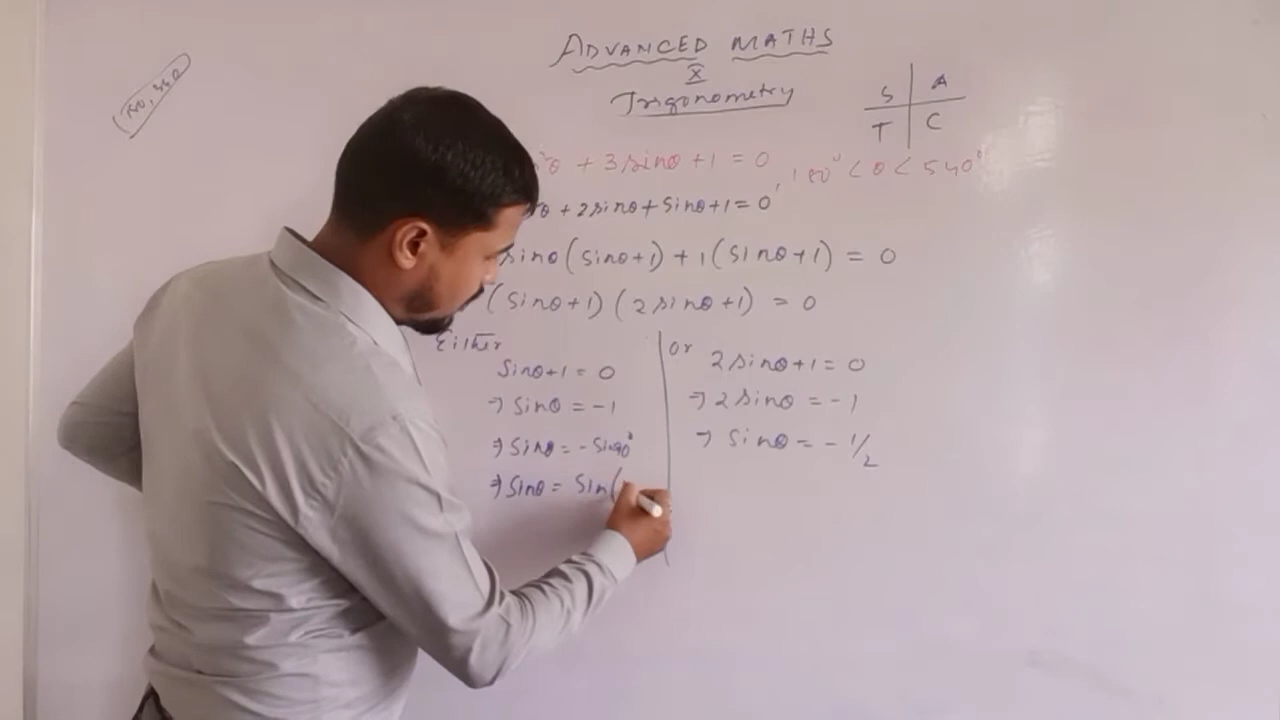 ADVANCED MATHS
X
Trigonometry
S A
T C
θ + 3sinθ + 1 = 0, 180° < θ < 540°
θ + 2sinθ + sinθ + 1 = 0
sinθ(sinθ+1) + 1(sinθ+1) = 0
(sinθ+1)(2sinθ+1) = 0
Either
sinθ+1 = 0
⇒ sinθ = -1
⇒ sinθ = -sin90°
⇒ sinθ = sin(
or
2sinθ+1 = 0
⇒ 2sinθ = -1
⇒ sinθ = -1/2